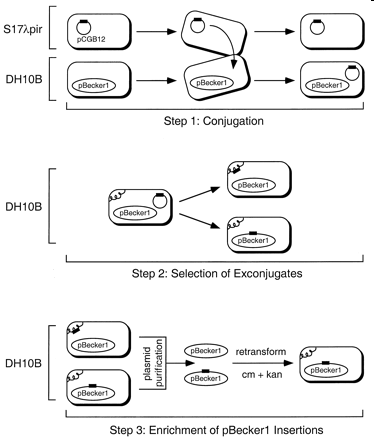 S17λpir
pCGB12
DH10B
pBecker1
pBecker1
pBecker1
Step 1: Conjugation
DH10B
pBecker1
pBecker1
pBecker1
Step 2: Selection of Exconjugates
DH10B
pBecker1
pBecker1
plasmid
purification
pBecker1
pBecker1
retransform
cm + kan
pBecker1
Step 3: Enrichment of pBecker1 Insertions